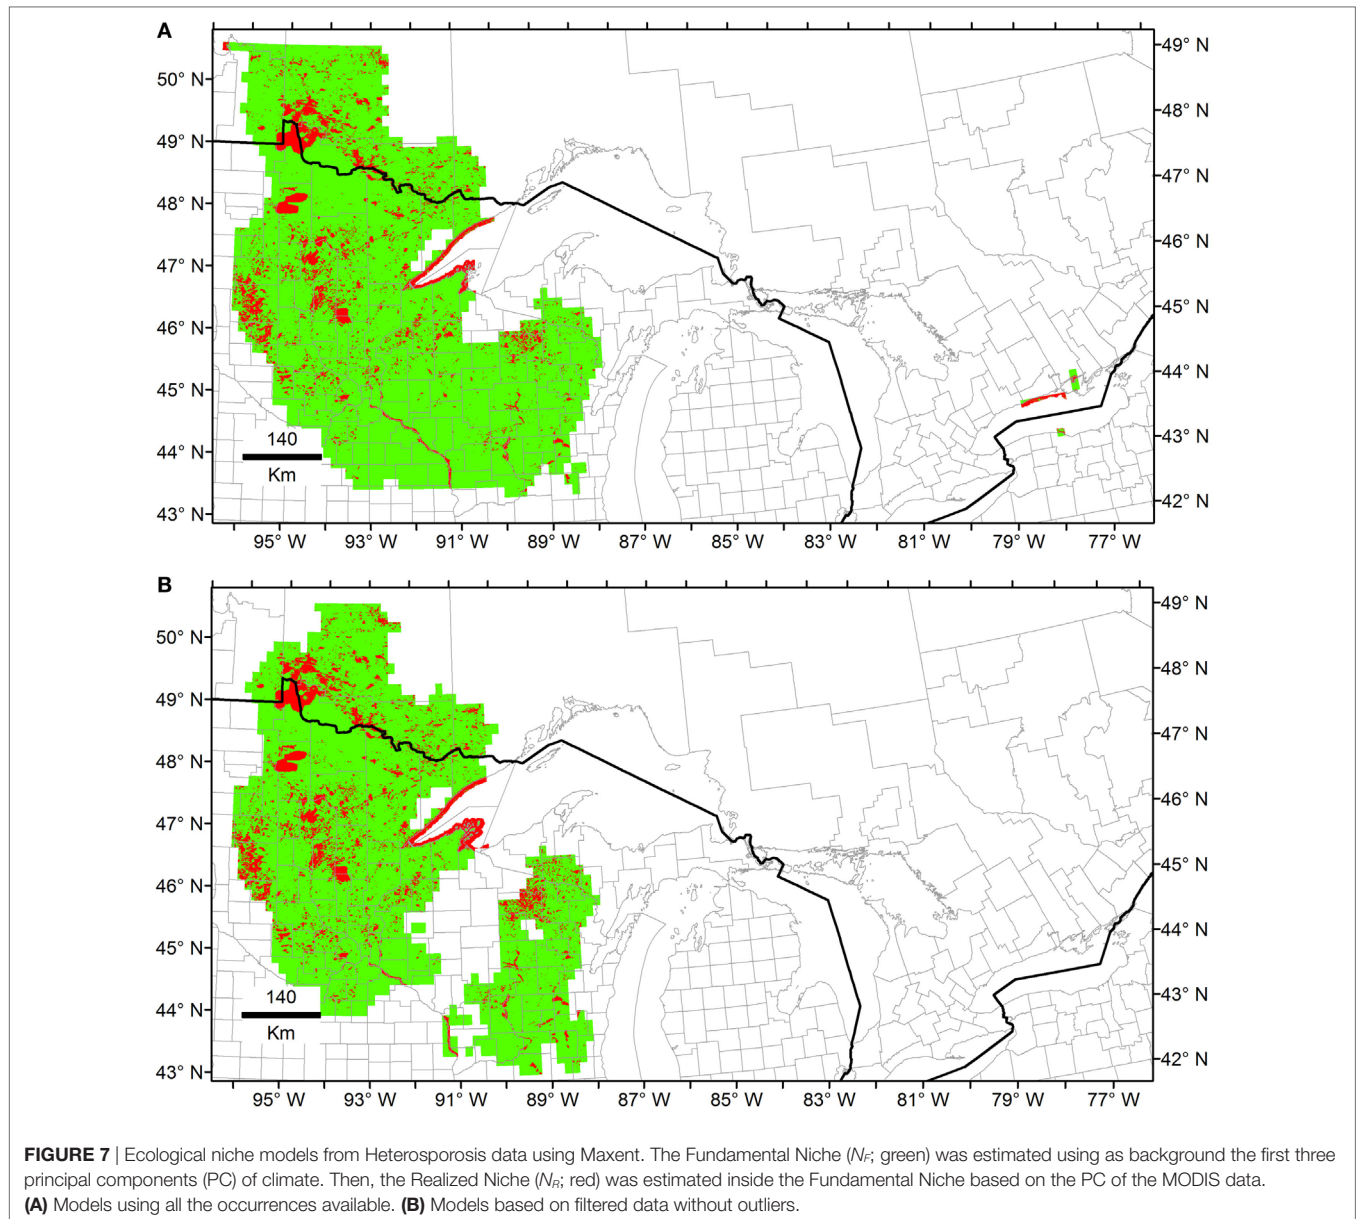 A
50° N
49° N
48° N
47° N
46° N
45° N
44° N
43° N
49° N
48° N
47° N
46° N
45° N
44° N
43° N
42° N
140
Km
95° W 93° W 91° W 89° W 87° W 85° W 83° W 81° W 79° W 77° W
B
50° N
49° N
48° N
47° N
46° N
45° N
44° N
43° N
49° N
48° N
47° N
46° N
45° N
44° N
43° N
42° N
140
Km
95° W 93° W 91° W 89° W 87° W 85° W 83° W 81° W 79° W 77° W
FIGURE 7 | Ecological niche models from Heterosporosis data using Maxent. The Fundamental Niche (NF; green) was estimated using as background the first three
principal components (PC) of climate. Then, the Realized Niche (NR; red) was estimated inside the Fundamental Niche based on the PC of the MODIS data.
(A) Models using all the occurrences available. (B) Models based on filtered data without outliers.